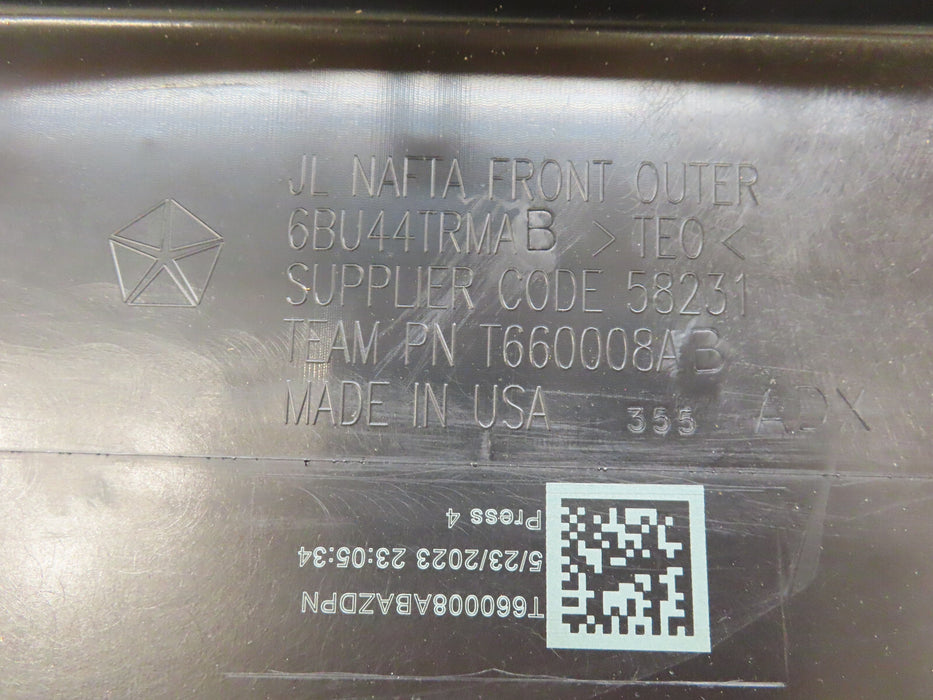 JL NAFTA FRONT OUTER
6BU44TRMAB >TEO<
SUPPLIER CODE 58231
TEAM PN T660008AB
MADE IN USA 355 ADX
T660008ABAZDPN
5/23/2023 23:05:34
Press 4